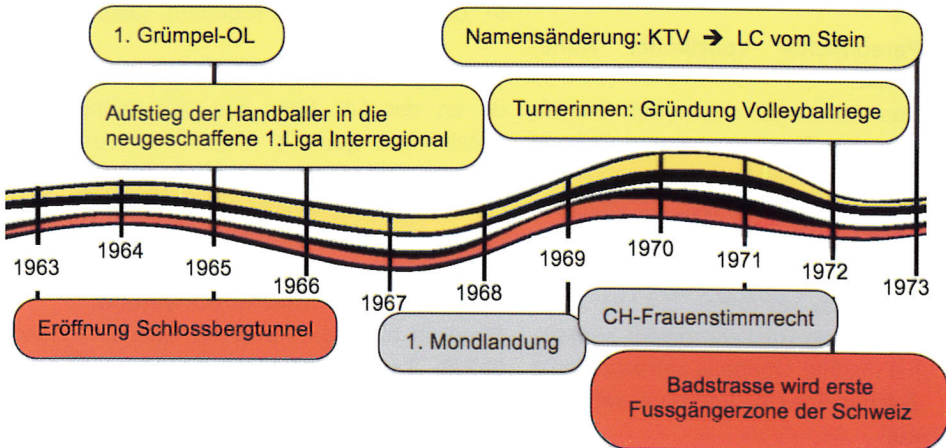 1. Grümpel-OL
Namensänderung: KTV ➔ LC vom Stein
Aufstieg der Handballer in die
neugeschaffene 1.Liga Interregional
Turnerinnen: Gründung Volleyballriege
1963
1964
1965
1966
1967
1968
1969
1970
1971
1972
1973
Eröffnung Schlossbergtunnel
1. Mondlandung
CH-Frauenstimmrecht
Badstrasse wird erste
Fussgängerzone der Schweiz